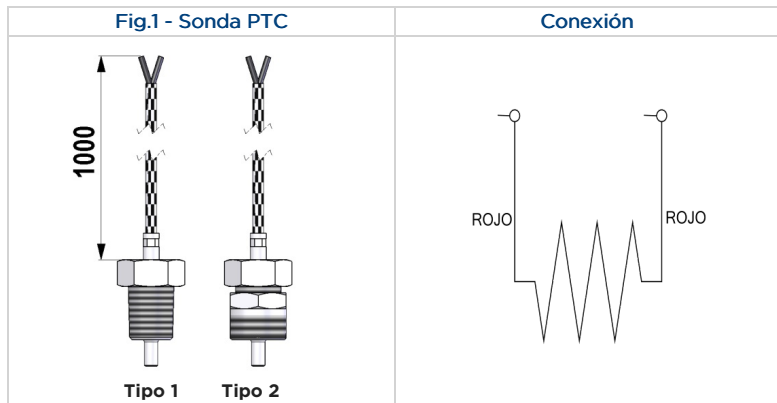 Fig.1 - Sonda PTC
Conexión
1000
Tipo 1
Tipo 2
ROJO
ROJO